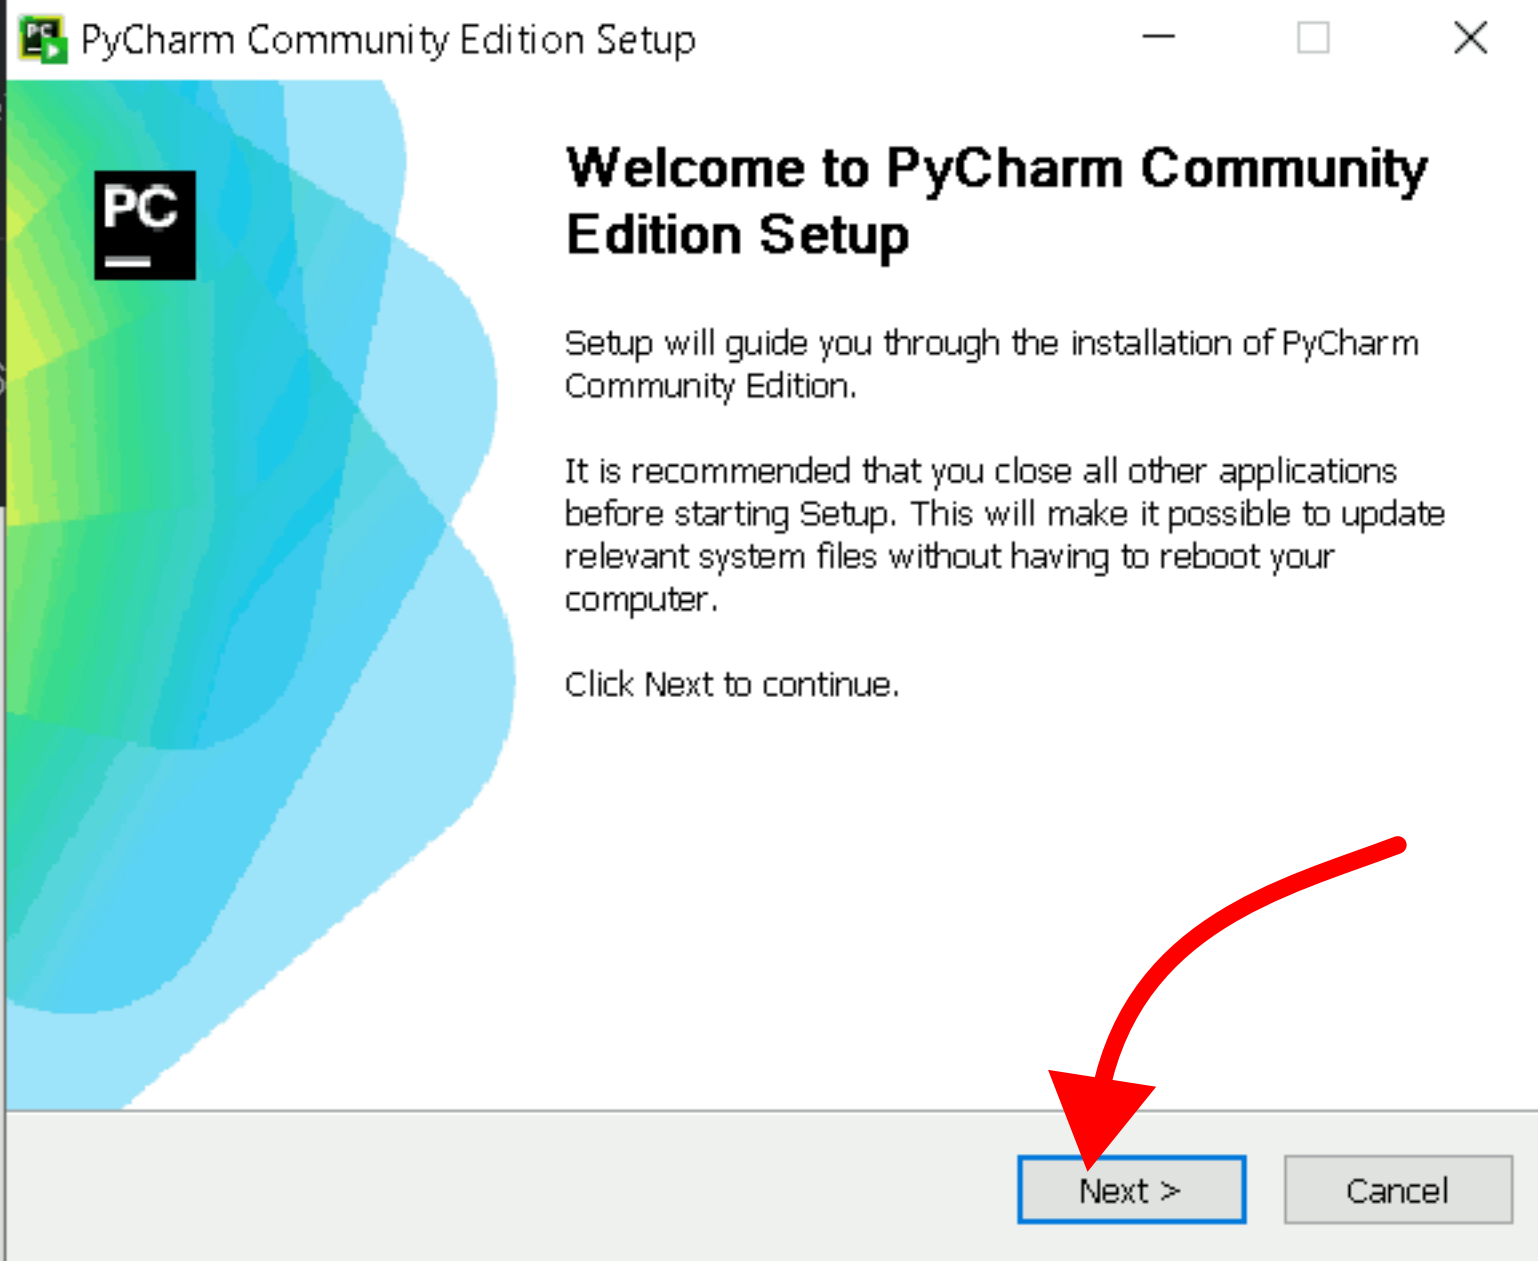 PyCharm Community Edition Setup
PC
Welcome to PyCharm Community
Edition Setup
Setup will guide you through the installation of PyCharm
Community Edition.
It is recommended that you close all other applications
before starting Setup. This will make it possible to update
relevant system files without having to reboot your
computer.
Click Next to continue.
Next >
Cancel